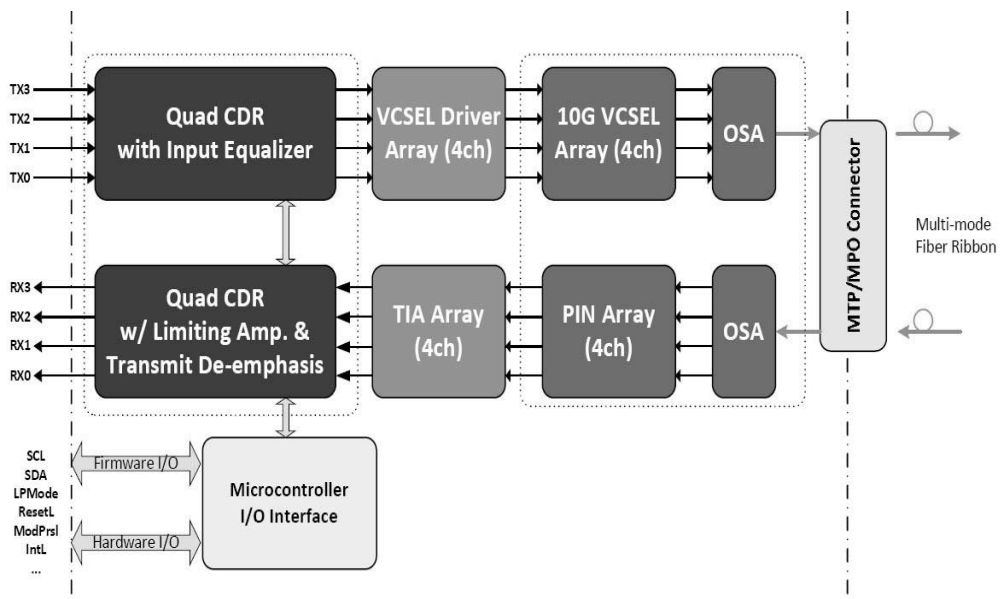 TX3
TX2
TX1
TX0
Quad CDR
with Input Equalizer
VCSEL Driver
Array (4ch)
10G VCSEL
Array (4ch)
OSA
MTP/MPO Connector
Multi-mode
Fiber Ribbon
RX3
RX2
RX1
RX0
Quad CDR
w/ Limiting Amp. &
Transmit De-emphasis
TIA Array
(4ch)
PIN Array
(4ch)
OSA
SCL
SDA
LPMode
ResetL
ModPrsl
IntL
...
Firmware I/O
Hardware I/O
Microcontroller
I/O Interface